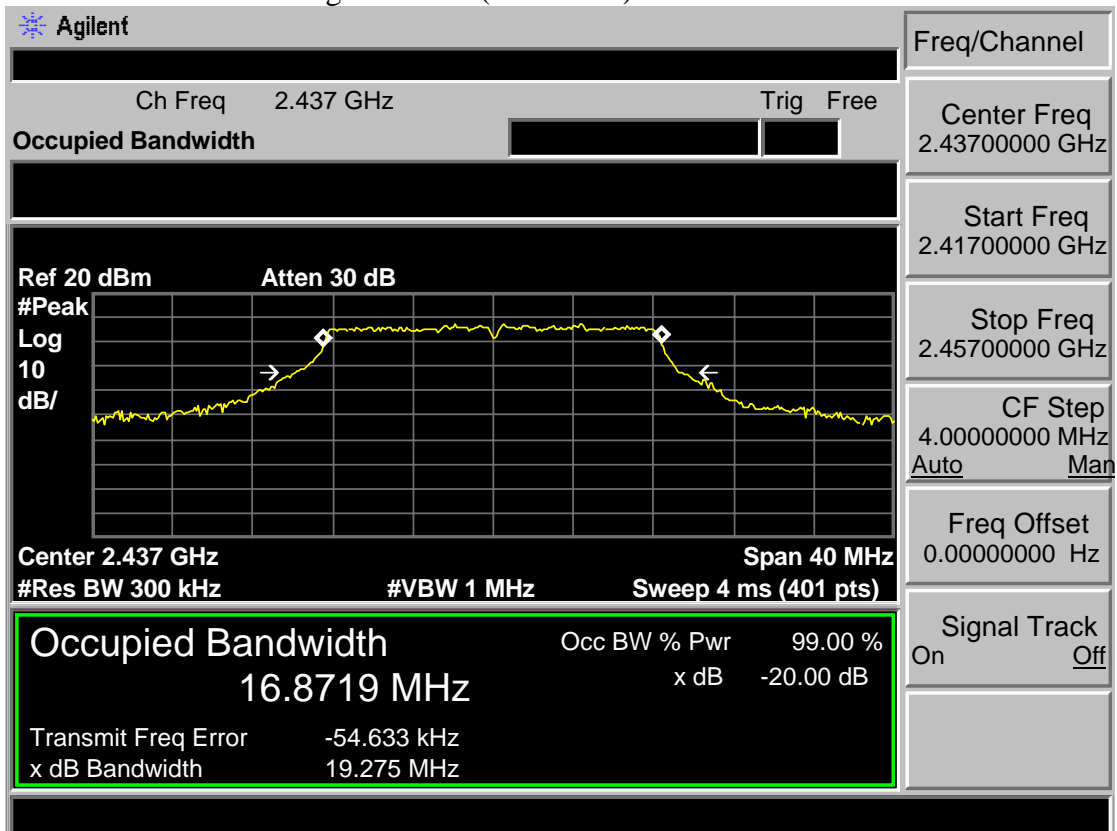 Agilent
Freq/Channel
Ch Freq 2.437 GHz Trig Free
Occupied Bandwidth
Center Freq
2.43700000 GHz
Start Freq
2.41700000 GHz
Stop Freq
2.45700000 GHz
CF Step
4.00000000 MHz
Auto Man
Freq Offset
0.00000000 Hz
Signal Track
On Off
Ref 20 dBm Atten 30 dB
#Peak
Log
10
dB/
Center 2.437 GHz Span 40 MHz
#Res BW 300 kHz #VBW 1 MHz Sweep 4 ms (401 pts)
Occupied Bandwidth Occ BW % Pwr 99.00 %
16.8719 MHz x dB -20.00 dB
Transmit Freq Error -54.633 kHz
x dB Bandwidth 19.275 MHz